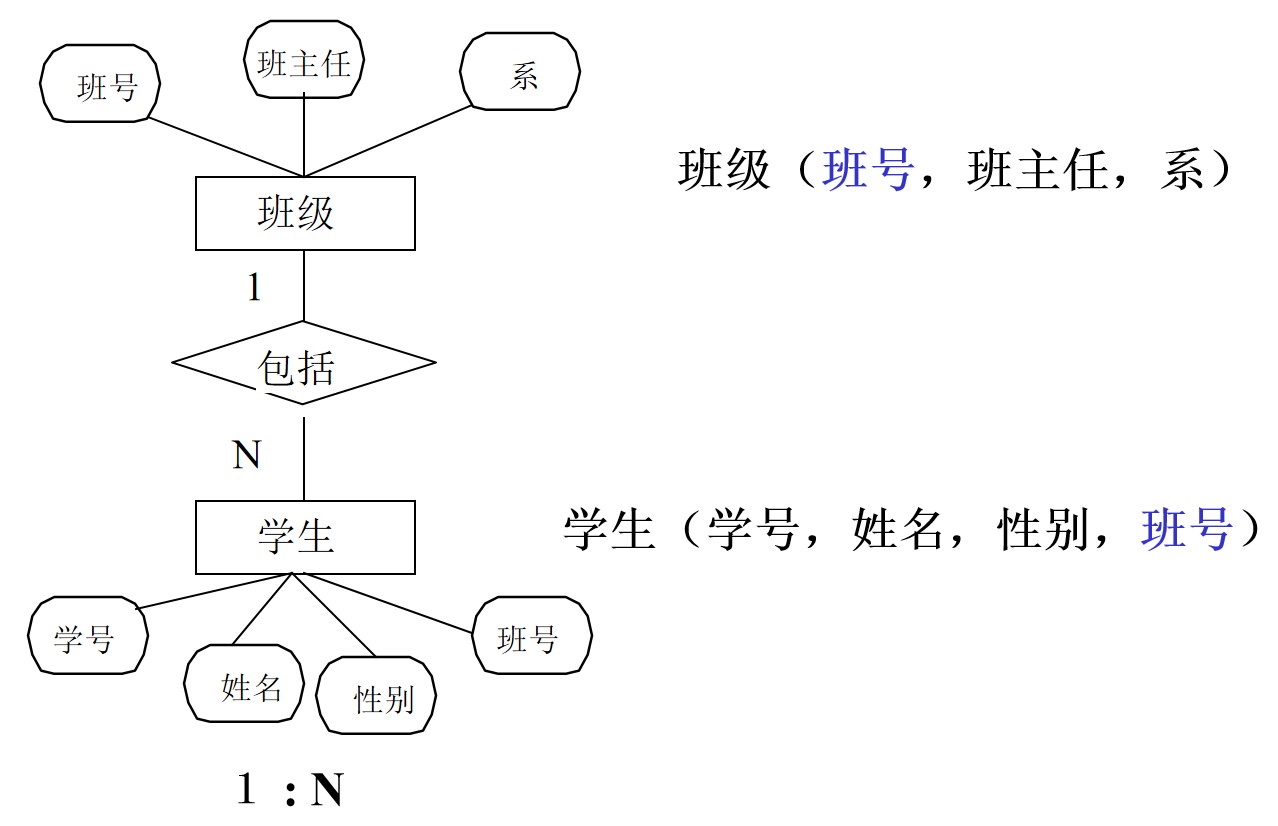 班号
班主任
系
班级（班号，班主任，系）
班级
1
包括
N
学生（学号，姓名，性别，班号）
学生
学号
班号
姓名
性别
1 : N